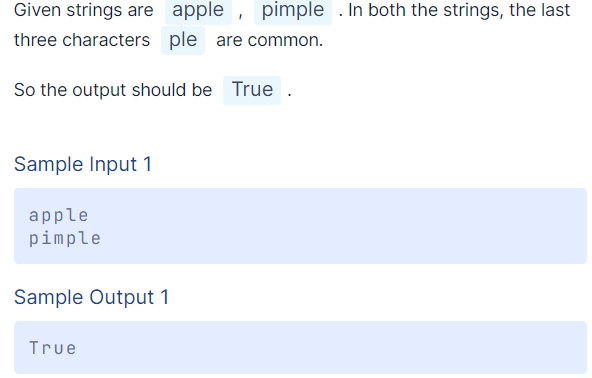 Given strings are apple , pimple . In both the strings, the last
three characters ple are common.
So the output should be True .
Sample Input 1
apple
pimple
Sample Output 1
True